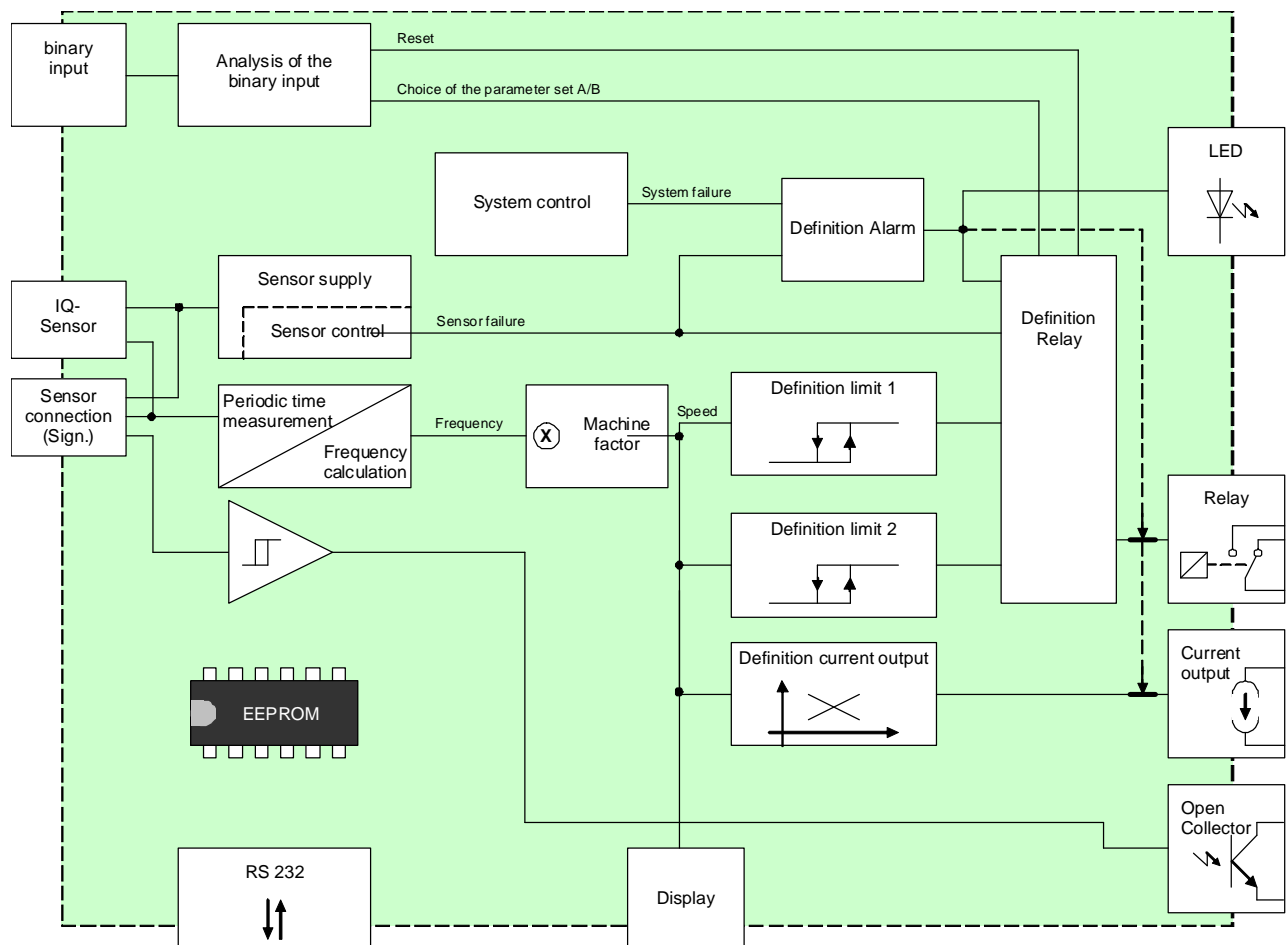 binary
input
Analysis of the
binary input
Reset
Choice of the parameter set A/B
LED
System control
System failure
Definition Alarm
IQ-
Sensor
Sensor supply
Sensor control
Sensor failure
Definition
Relay
Sensor
connection
(Sign.)
Periodic time
measurement
Frequency
calculation
Frequency
X
Machine
factor
Speed
Definition limit 1
Relay
Definition limit 2
Definition current output
Current
output
EEPROM
Open
Collector
RS 232
Display